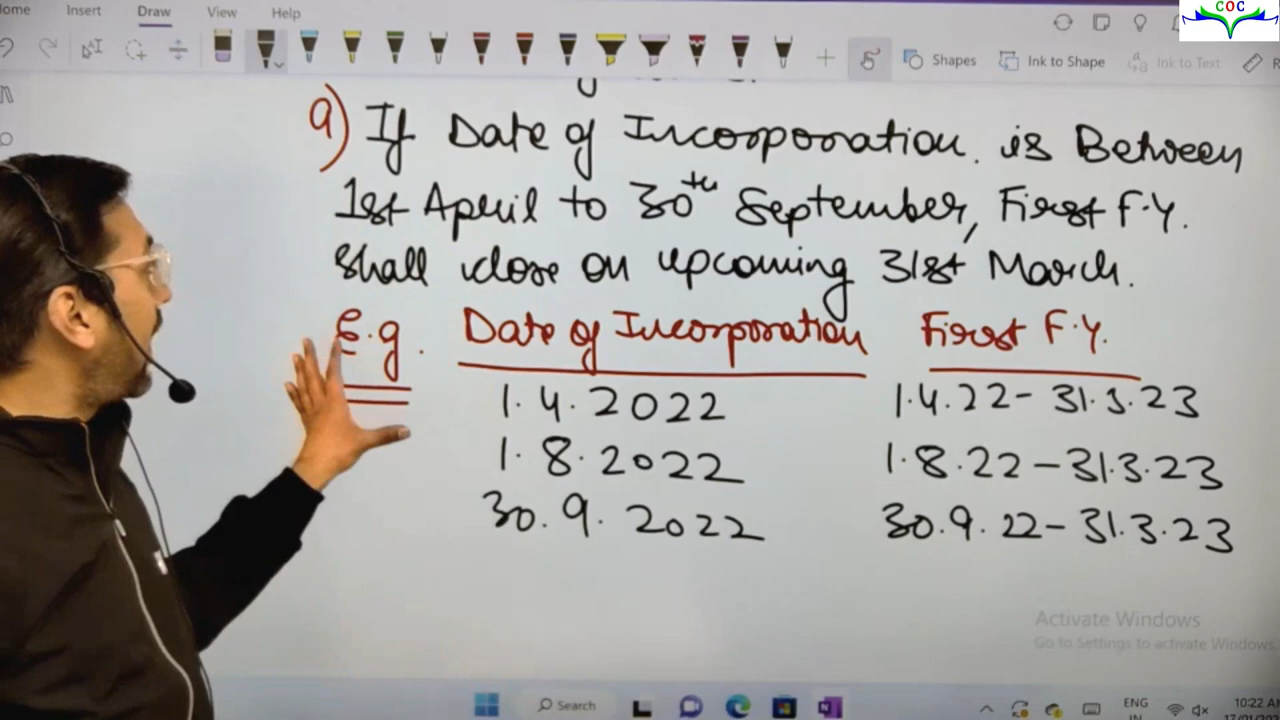 Home Insert Draw View Help
COC
Shapes Ink to Shape Ink to Text
a) If Date of Incorporation is Between
1st April to 30th September, First F.Y.
Shall close on upcoming 31st March.
E.g. Date of Incorporation First F.Y.
1.4.2022 1.4.22- 31.3.23
1.8.2022 1.8.22-31.3.23
30.9.2022 30.9.22- 31.3.23
Activate Windows
Go to Settings to activate Windows
Search
ENG 10:22 A
IN